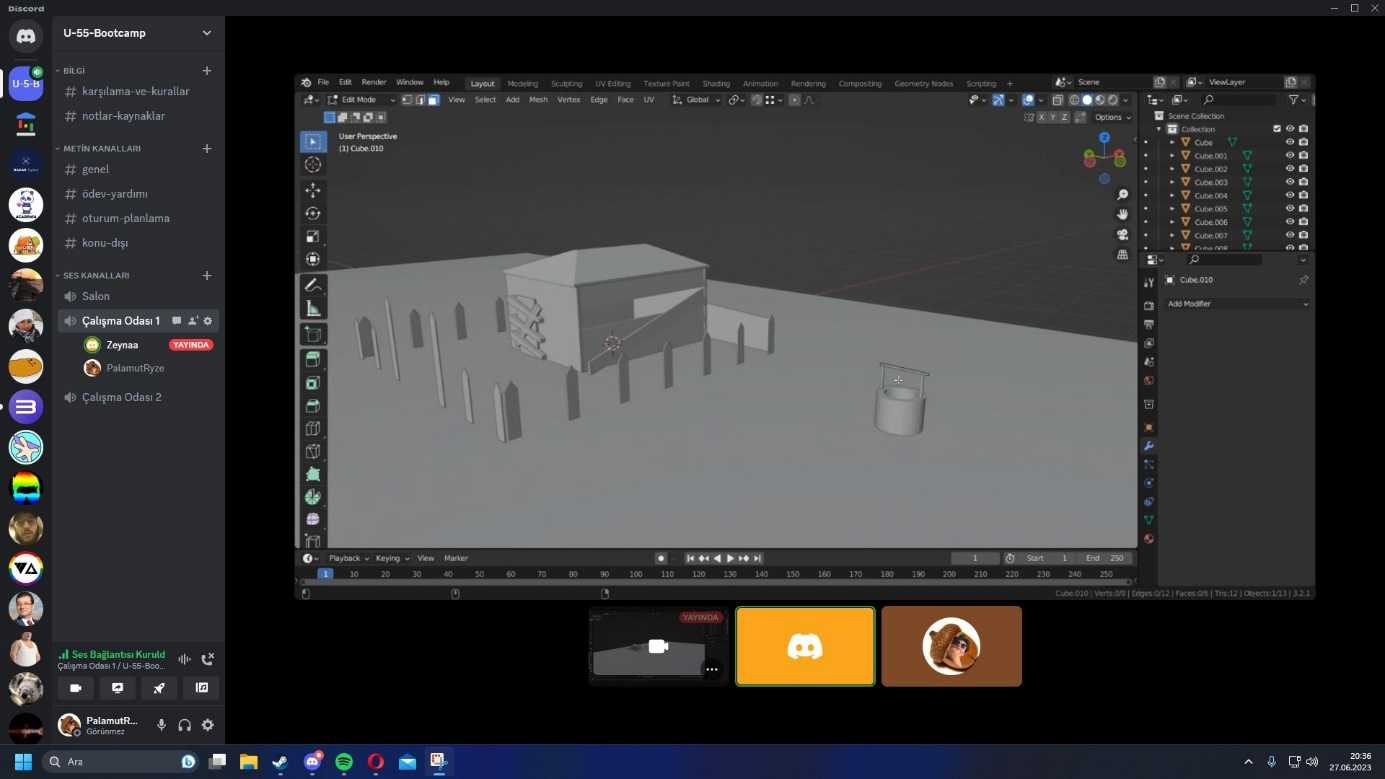 Discord
U-55-Bootcamp
BİLGİ
karşılama-ve-kurallar
notlar-kaynaklar
METİN KANALLARI
genel
ödev-yardımı
oturum-planlama
konu-dışı
SES KANALLARI
Salon
Çalışma Odası 1
Zeynaa YAYINDA
PalamutRyze
Çalışma Odası 2
Ses Bağlantısı Kuruld
Çalışma Odası 1 / U-55-Boo...
PalamutR...
Görünmez
U-5-B
File Edit Render Window Help Layout Modeling Sculpting UV Editing Texture Paint Shading Animation Rendering Compositing Geometry Nodes Scripting +
Scene ViewLayer
Edit Mode View Select Add Mesh Vertex Edge Face UV Global
X Y Z Options
User Perspective
(1) Cube.010
Z
Scene Collection
Collection
Cube
Cube.001
Cube.002
Cube.003
Cube.004
Cube.005
Cube.006
Cube.007
Cube.008
Cube.010
Add Modifier
Playback Keying View Marker 1 Start 1 End 250
1 10 20 30 40 50 60 70 80 90 100 110 120 130 140 150 160 170 180 190 200 210 220 230 240 250
Cube.010 | Verts:0/8 | Edges:0/12 | Faces:0/6 | Tris:12 | Objects:1/13 | 3.2.1
YAYINDA
Ara
20:36
27.06.2023